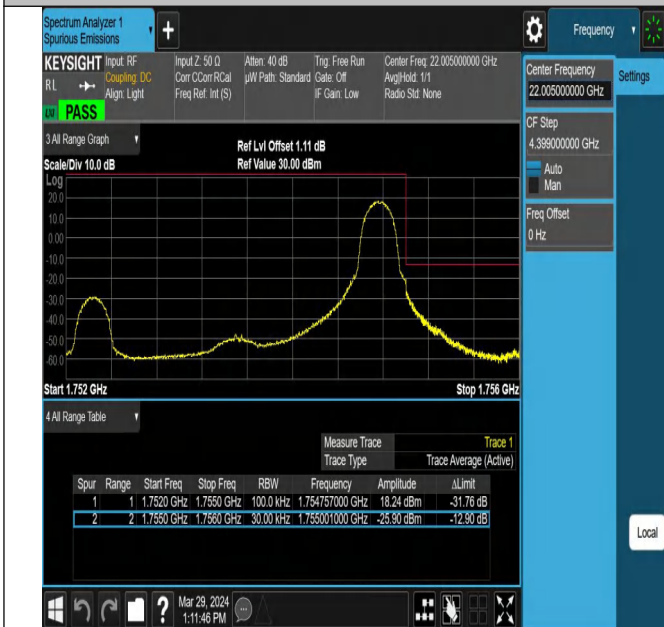 Spectrum Analyzer 1
Spurious Emissions
Frequency
KEYSIGHT
RL
PASS
Input: RF
Coupling: DC
Align: Light
Input Z: 50 Ω
Corr CCorr RCal
Freq Ref: Int (S)
Atten: 40 dB
µW Path: Standard
Trig: Free Run
Gate: Off
IF Gain: Low
Center Freq: 22.005000000 GHz
Avg|Hold: 1/1
Radio Std: None
3 All Range Graph
Scale/Div 10.0 dB
Ref Lvl Offset 1.11 dB
Ref Value 30.00 dBm
Log
20.0
10.0
0.00
-10.0
-20.0
-30.0
-40.0
-50.0
-60.0
Start 1.752 GHz
Stop 1.756 GHz
4 All Range Table
Measure Trace Trace 1
Trace Type Trace Average (Active)
Spur Range Start Freq Stop Freq RBW Frequency Amplitude ΔLimit
1 1 1.7520 GHz 1.7550 GHz 100.0 kHz 1.754757000 GHz 18.24 dBm -31.76 dB
2 2 1.7550 GHz 1.7560 GHz 30.00 kHz 1.755001000 GHz -25.90 dBm -12.90 dB
Mar 29, 2024
1:11:46 PM
Center Frequency
22.005000000 GHz
CF Step
4.399000000 GHz
Auto
Man
Freq Offset
0 Hz
Settings
Local